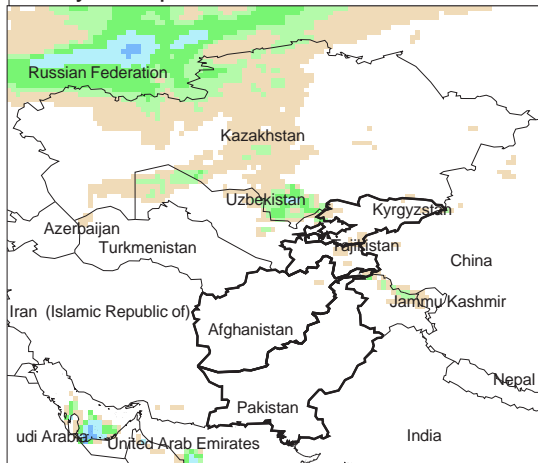 Russian Federation
Kazakhstan
Uzbekistan
Kyrgyzstan
Azerbaijan
Turkmenistan
Tajikistan
China
Iran (Islamic Republic of)
Jammu Kashmir
Afghanistan
Nepal
Pakistan
udi Arabia
United Arab Emirates
India